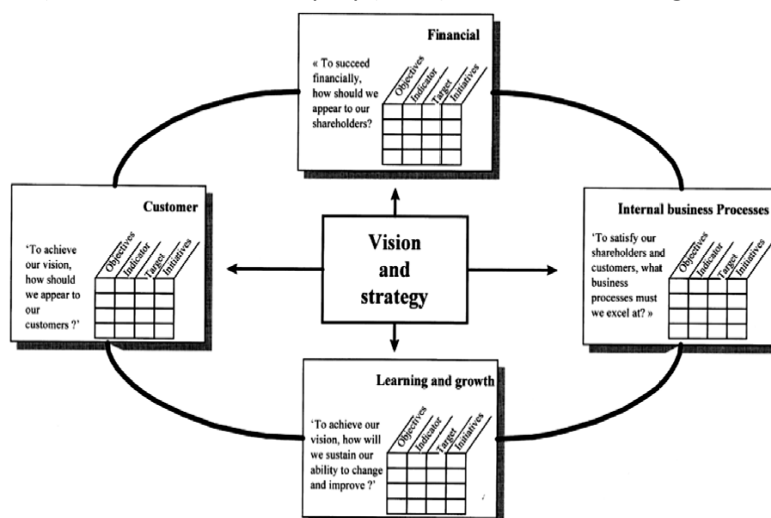 Financial
« To succeed
financially,
how should we
appear to our
shareholders?
Objectives
Indicator
Target
Initiatives
Customer
'To achieve
our vision,
how should
we appear to
our
customers ?'
Objectives
Indicator
Target
Initiatives
Vision
and
strategy
Internal business Processes
'To satisfy our
shareholders and
customers, what
business
processes must
we excel at? »
Objectives
Indicator
Target
Initiatives
Learning and growth
'To achieve our
vision, how will
we sustain our
ability to change
and improve ?'
Objectives
Indicator
Target
Initiatives